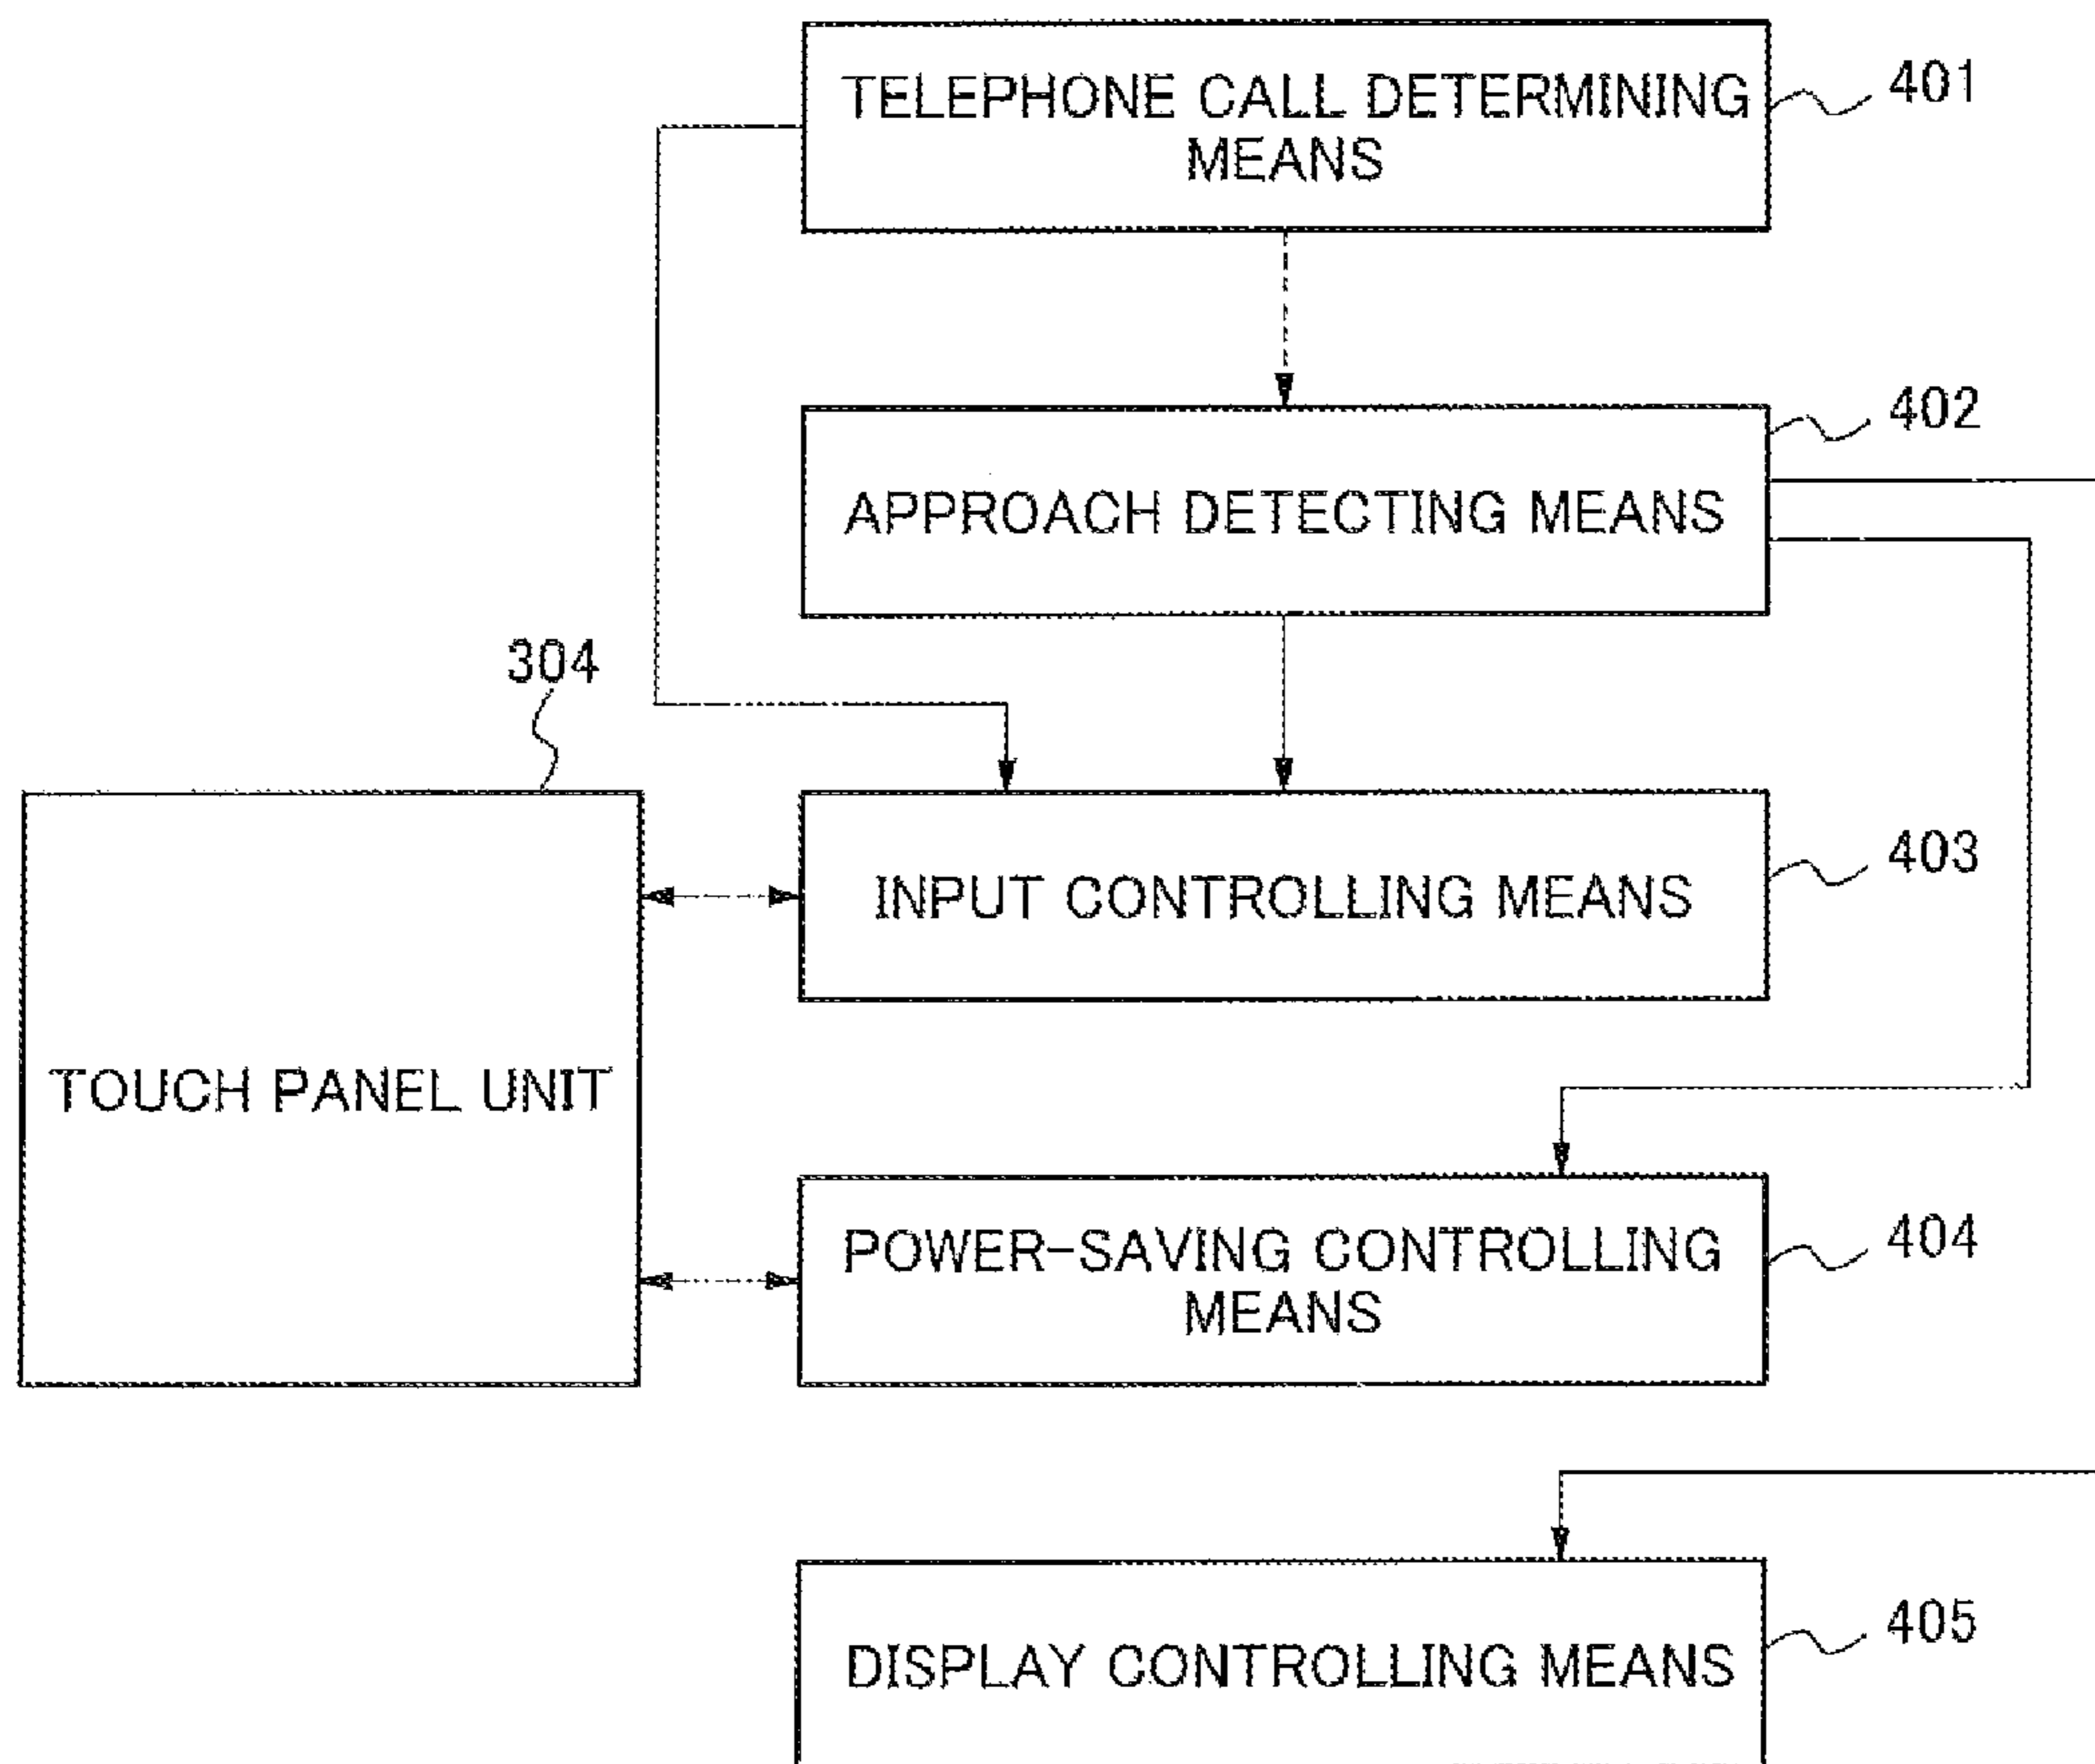 TELEPHONE CALL DETERMINING
MEANS
401
402
APPROACH DETECTING MEANS
304
403
INPUT CONTROLLING MEANS
TOUCH PANEL UNIT
404
POWER-SAVING CONTROLLING
MEANS
405
DISPLAY CONTROLLING MEANS